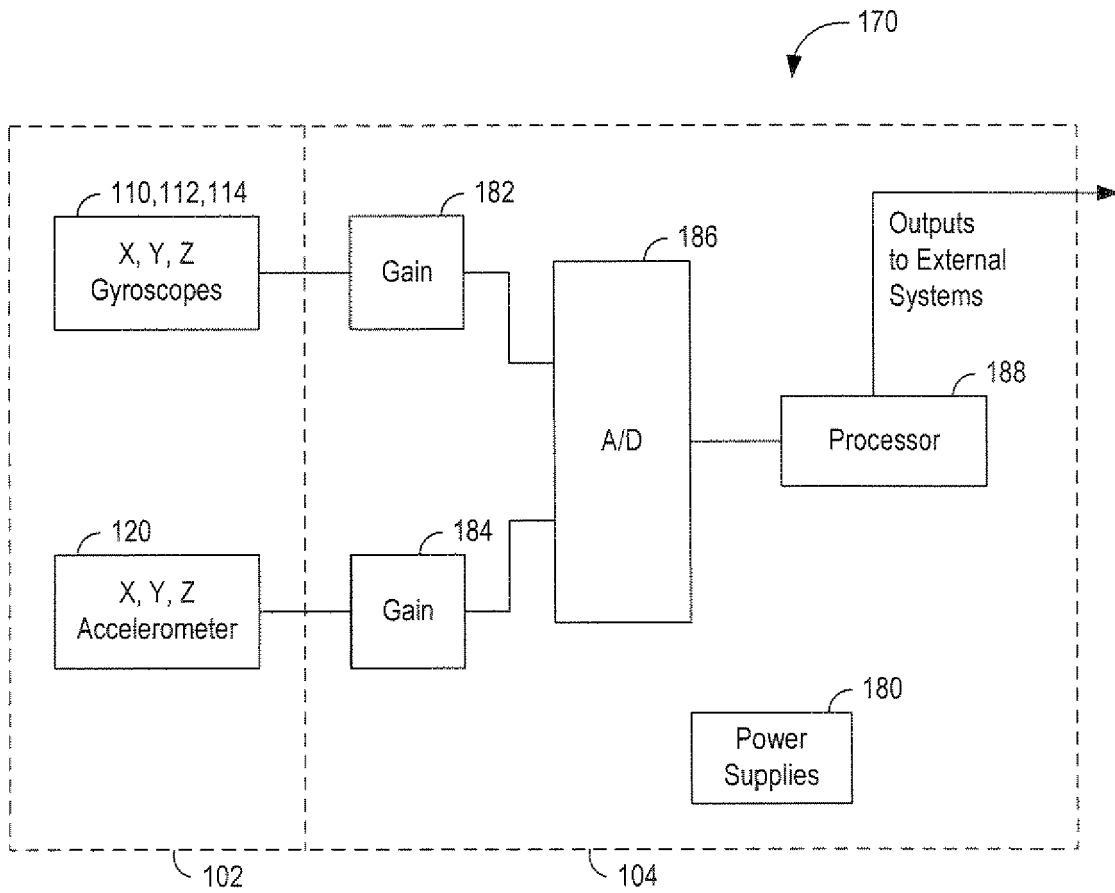 170
110,112,114
X, Y, Z
Gyroscopes
182
Gain
186
A/D
Outputs
to External
Systems
188
Processor
120
X, Y, Z
Accelerometer
184
Gain
180
Power
Supplies
102
104